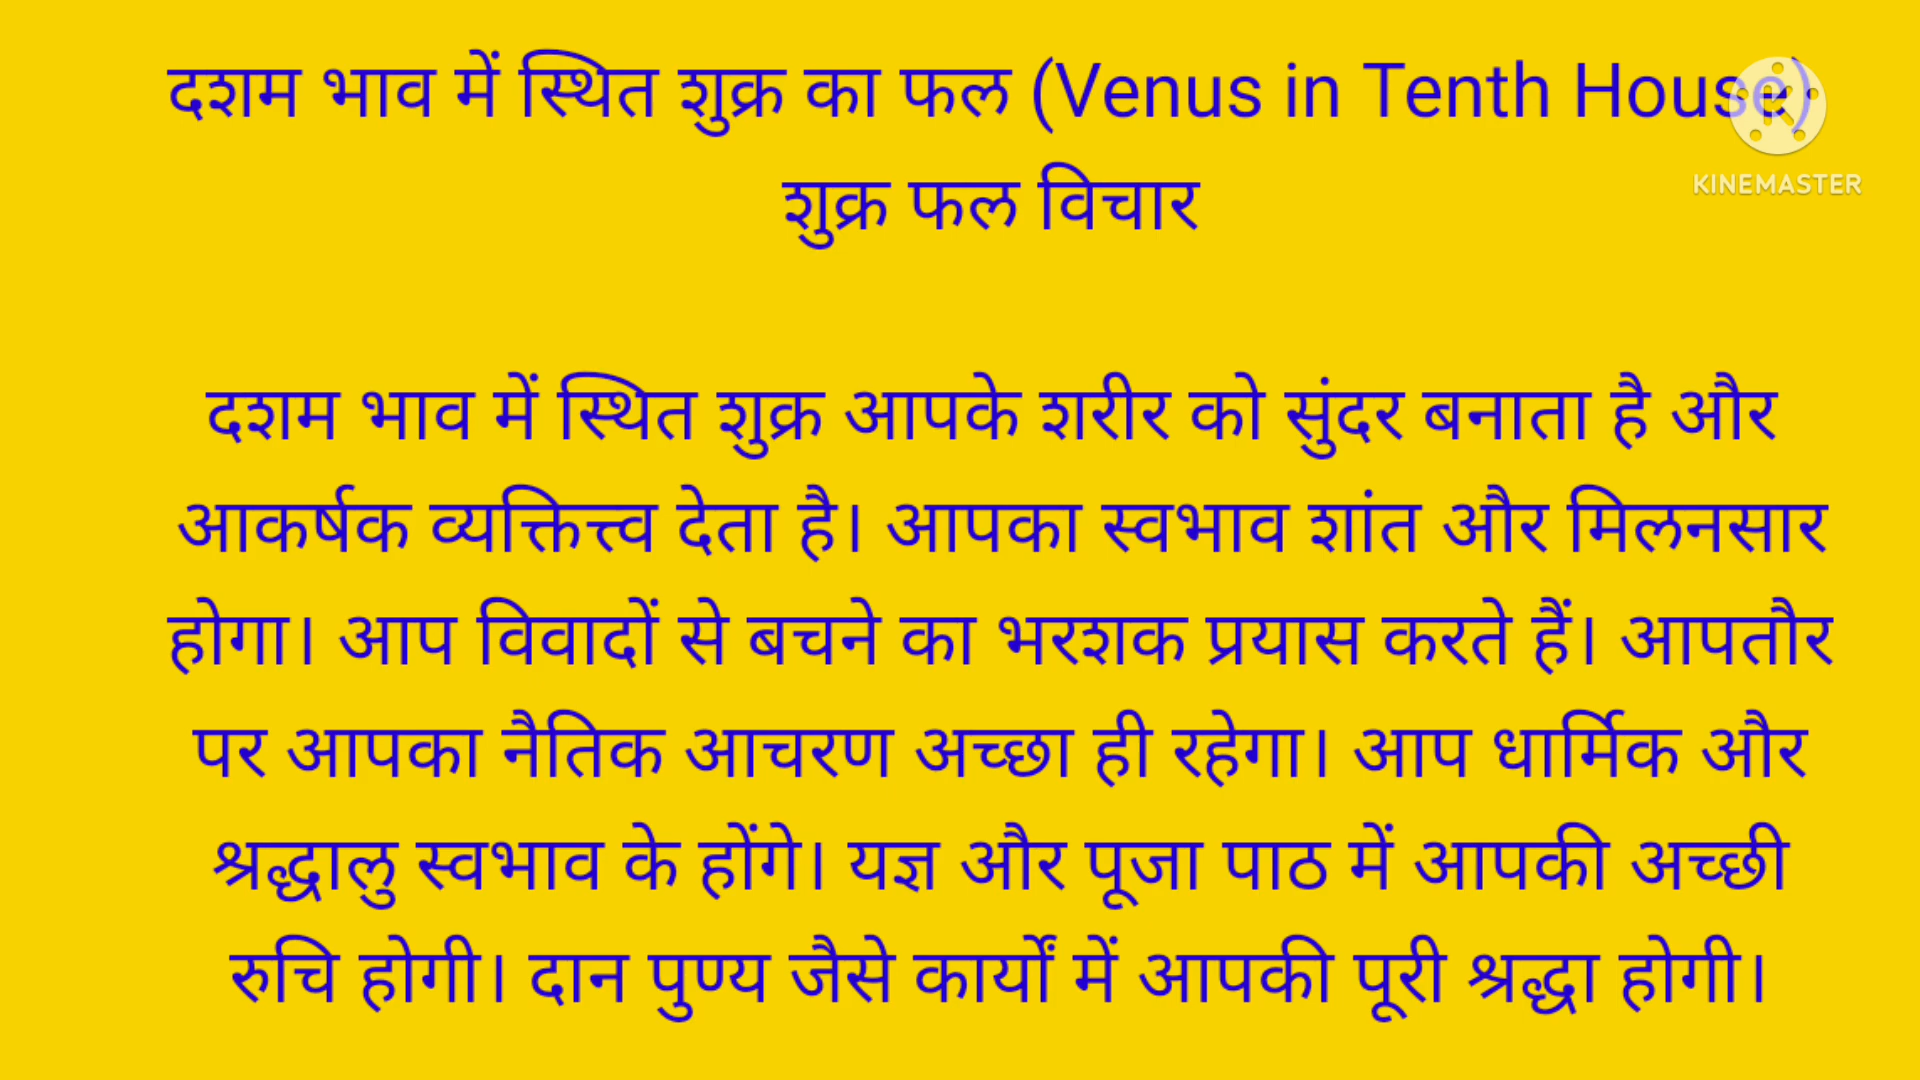 दशम भाव में स्थित शुक्र का फल (Venus in Tenth House)
KINEMASTER
शुक्र फल विचार
दशम भाव में स्थित शुक्र आपके शरीर को सुंदर बनाता है और
आकर्षक व्यक्तित्त्व देता है। आपका स्वभाव शांत और मिलनसार
होगा। आप विवादों से बचने का भरशक प्रयास करते हैं। आपतौर
पर आपका नैतिक आचरण अच्छा ही रहेगा। आप धार्मिक और
श्रद्धालु स्वभाव के होंगे। यज्ञ और पूजा पाठ में आपकी अच्छी
रुचि होगी। दान पुण्य जैसे कार्यों में आपकी पूरी श्रद्धा होगी।